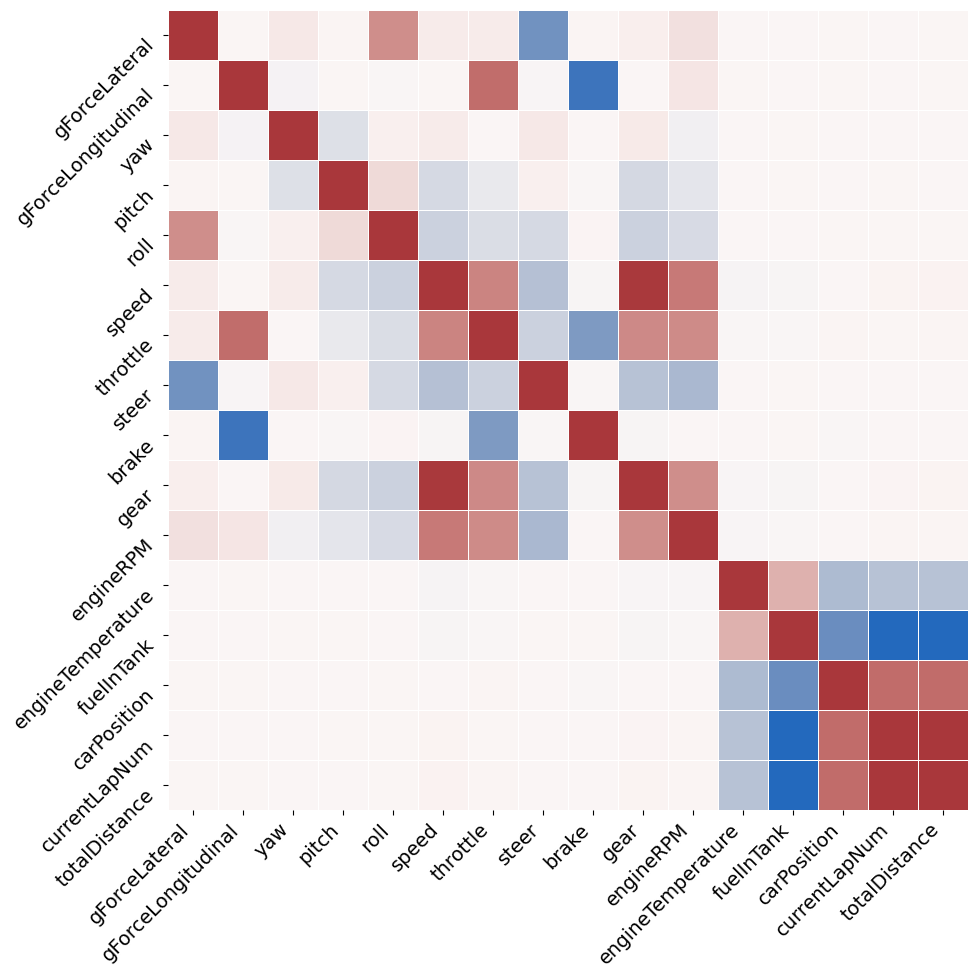 gForceLateral
gForceLongitudinal
yaw
pitch
roll
speed
throttle
steer
brake
gear
engineRPM
engineTemperature
fuelInTank
carPosition
currentLapNum
totalDistance
gForceLateral
gForceLongitudinal
yaw
pitch
roll
speed
throttle
steer
brake
gear
engineRPM
engineTemperature
fuelInTank
carPosition
currentLapNum
totalDistance